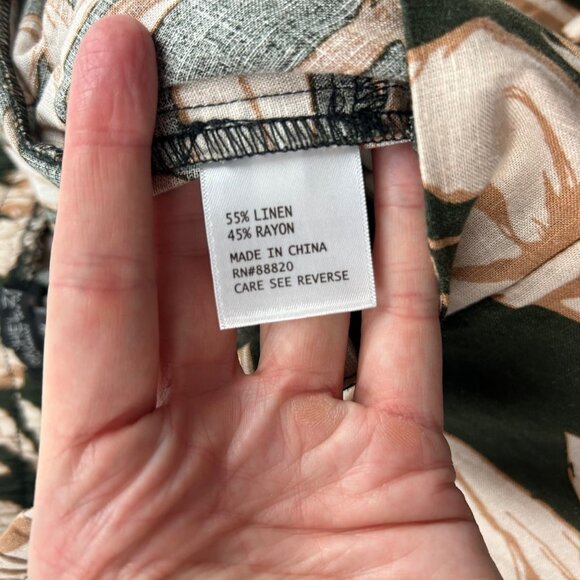 55% LINEN
45% RAYON
MADE IN CHINA
RN#88820
CARE SEE REVERSE